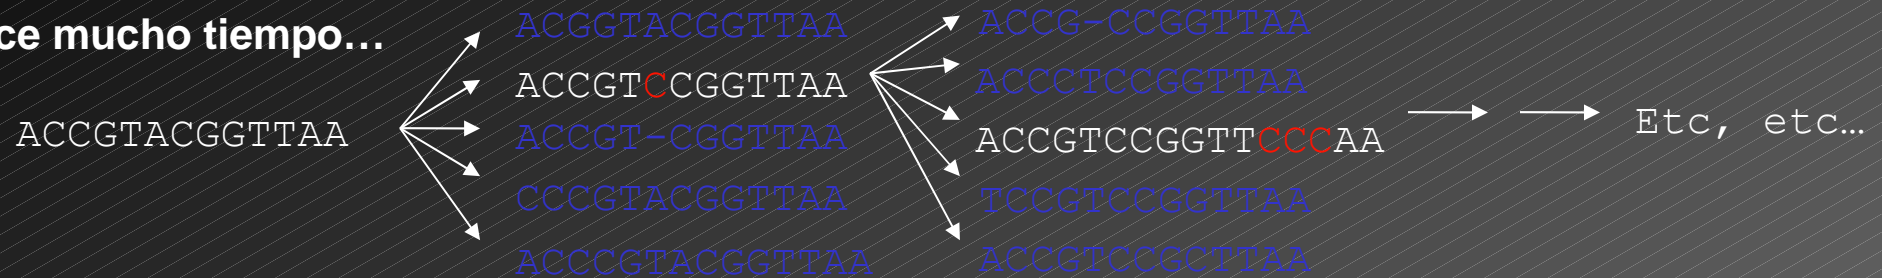 ce mucho tiempo…
ACCGTACGGTTAA
ACGGTACGGTTAA
ACCGTCCGGTTAA
ACCGT-CGGTTAA
CCCGTACGGTTAA
ACCCGTACGGTTAA
ACCG-CCGGTTAA
ACCCTCCGGTTAA
ACCGTCCGGTTCCCAA
TCCGTCCGGTTAA
ACCGTCCGCTTAA
Etc, etc…